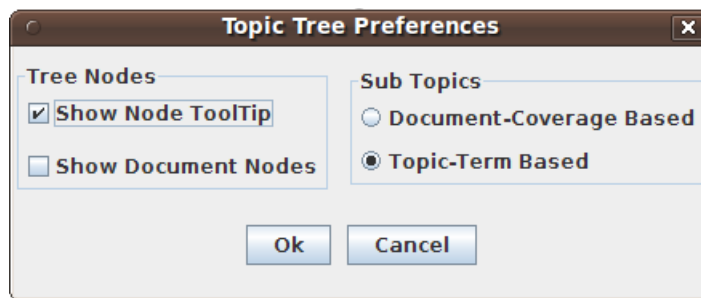 Topic Tree Preferences
Tree Nodes
Show Node ToolTip
Show Document Nodes
Sub Topics
Document-Coverage Based
Topic-Term Based
Ok
Cancel